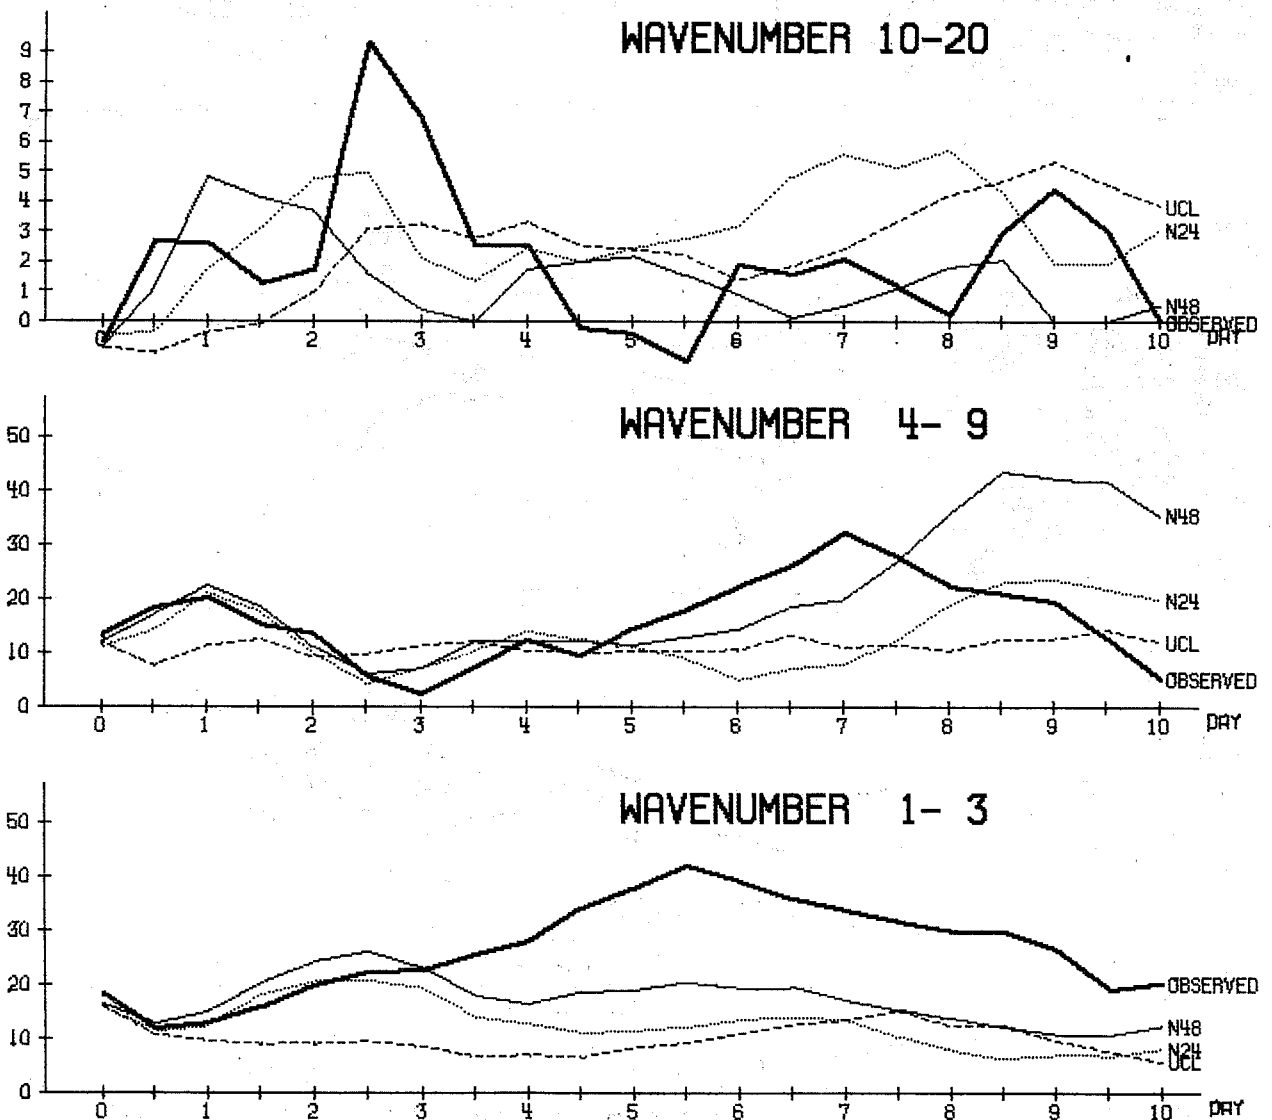 WAVENUMBER 10-20
9
8
7
6
5
4
3
2
1
0
UCL
N24
N48
OBSERVED
0 1 2 3 4 5 6 7 8 9 10 DAY
WAVENUMBER 4- 9
50
40
30
20
10
0
N48
N24
UCL
OBSERVED
0 1 2 3 4 5 6 7 8 9 10 DAY
WAVENUMBER 1- 3
50
40
30
20
10
0
OBSERVED
N48
N24
UCL
0 1 2 3 4 5 6 7 8 9 10 DAY